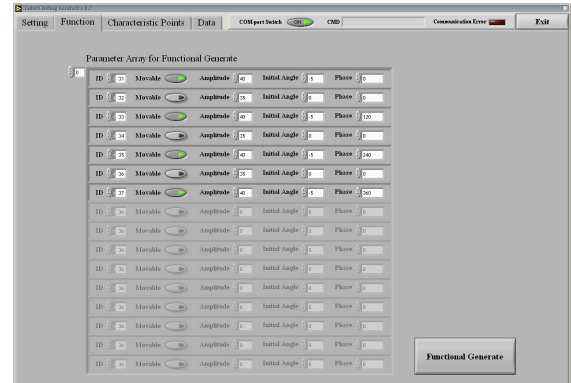 Setting Function Characteristic Points Data COM-port Switch ON CMD Communication Error Exit
Parameter Array for Functional Generate
0
ID 31 Movable Amplitude 40 Initial Angle -5 Phase 0
ID 32 Movable Amplitude 35 Initial Angle 0 Phase 0
ID 33 Movable Amplitude 40 Initial Angle -5 Phase 120
ID 34 Movable Amplitude 35 Initial Angle 0 Phase 0
ID 35 Movable Amplitude 40 Initial Angle -5 Phase 240
ID 36 Movable Amplitude 35 Initial Angle 0 Phase 0
ID 37 Movable Amplitude 40 Initial Angle -5 Phase 360
ID 36 Movable Amplitude 0 Initial Angle 0 Phase 0
ID 36 Movable Amplitude 0 Initial Angle 0 Phase 0
ID 36 Movable Amplitude 0 Initial Angle 0 Phase 0
ID 36 Movable Amplitude 0 Initial Angle 0 Phase 0
ID 36 Movable Amplitude 0 Initial Angle 0 Phase 0
ID 36 Movable Amplitude 0 Initial Angle 0 Phase 0
ID 36 Movable Amplitude 0 Initial Angle 0 Phase 0
ID 36 Movable Amplitude 0 Initial Angle 0 Phase 0
ID 36 Movable Amplitude 0 Initial Angle 0 Phase 0
Functional Generate